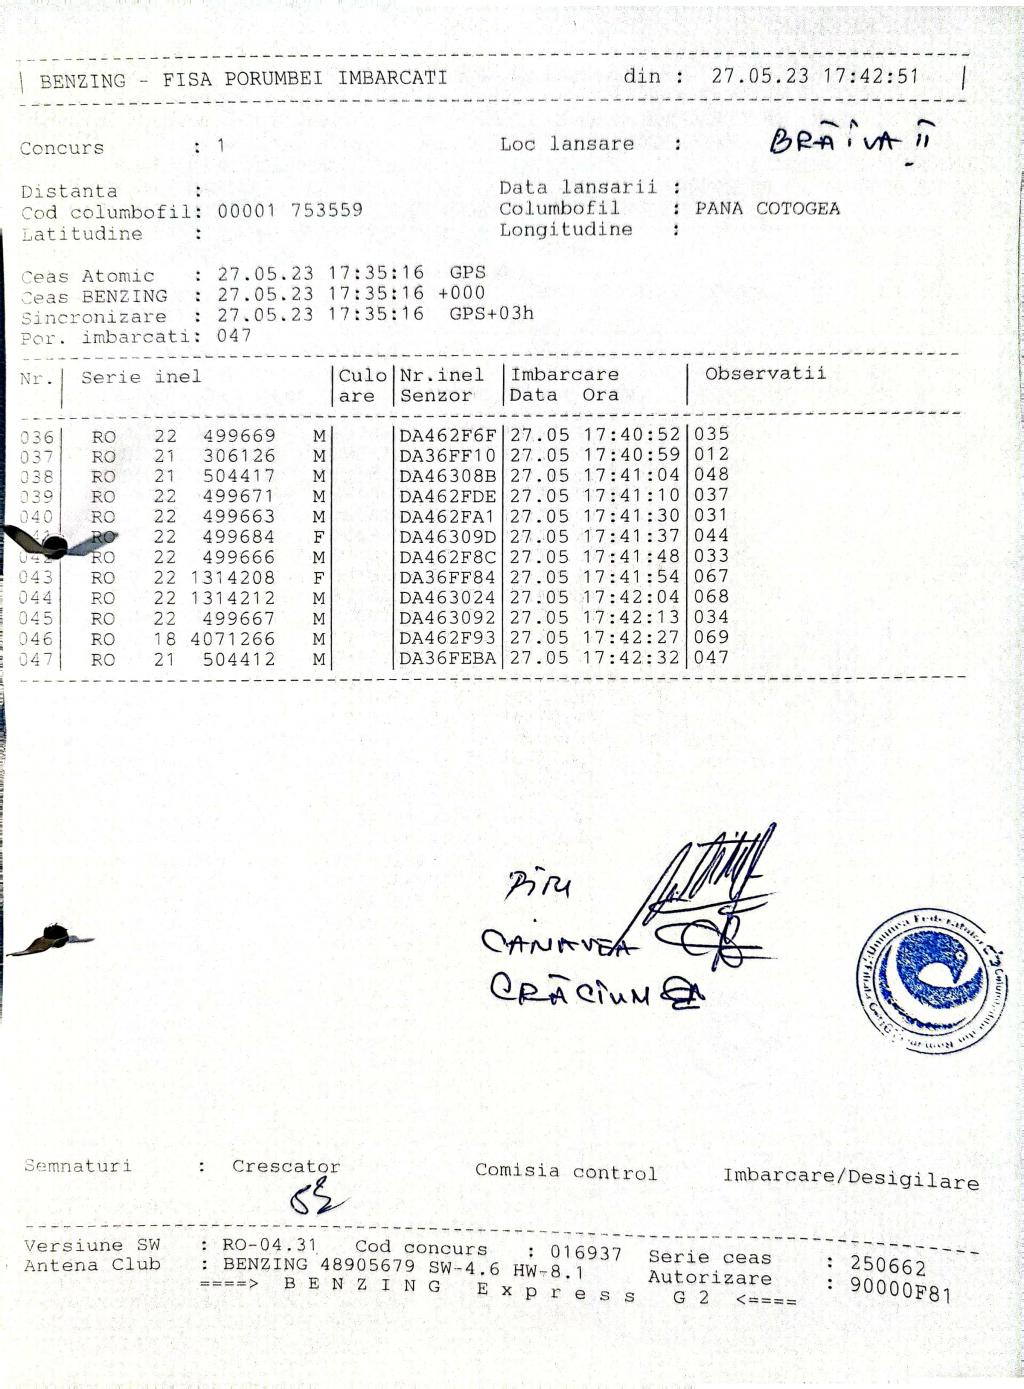 BENZING - FISA PORUMBEI IMBARCATI din : 27.05.23 17:42:51
Concurs : 1 Loc lansare : BRĂIVA II
Distanta : Data lansarii :
Cod columbofil: 00001 753559 Columbofil : PANA COTOGEA
Latitudine : Longitudine :
Ceas Atomic : 27.05.23 17:35:16 GPS
Ceas BENZING : 27.05.23 17:35:16 +000
Sincronizare : 27.05.23 17:35:16 GPS+03h
Por. imbarcati: 047
Nr. Serie inel Culo Nr.inel Imbarcare Observatii
are Senzor Data Ora
036 RO 22 499669 M DA462F6F 27.05 17:40:52 035
037 RO 21 306126 M DA36FF10 27.05 17:40:59 012
038 RO 21 504417 M DA46308B 27.05 17:41:04 048
039 RO 22 499671 M DA462FDE 27.05 17:41:10 037
040 RO 22 499663 M DA462FA1 27.05 17:41:30 031
041 RO 22 499684 F DA46309D 27.05 17:41:37 044
042 RO 22 499666 M DA462F8C 27.05 17:41:48 033
043 RO 22 1314208 F DA36FF84 27.05 17:41:54 067
044 RO 22 1314212 M DA463024 27.05 17:42:04 068
045 RO 22 499667 M DA463092 27.05 17:42:13 034
046 RO 18 4071266 M DA462F93 27.05 17:42:27 069
047 RO 21 504412 M DA36FEBA 27.05 17:42:32 047
CANAVEA
CRĂCIUM
Semnaturi : Crescator Comisia control Imbarcare/Desigilare
Versiune SW : RO-04.31 Cod concurs : 016937 Serie ceas : 250662
Antena Club : BENZING 48905679 SW-4.6 HW-8.1 Autorizare : 90000F81
====> B E N Z I N G E x p r e s s G 2 <====